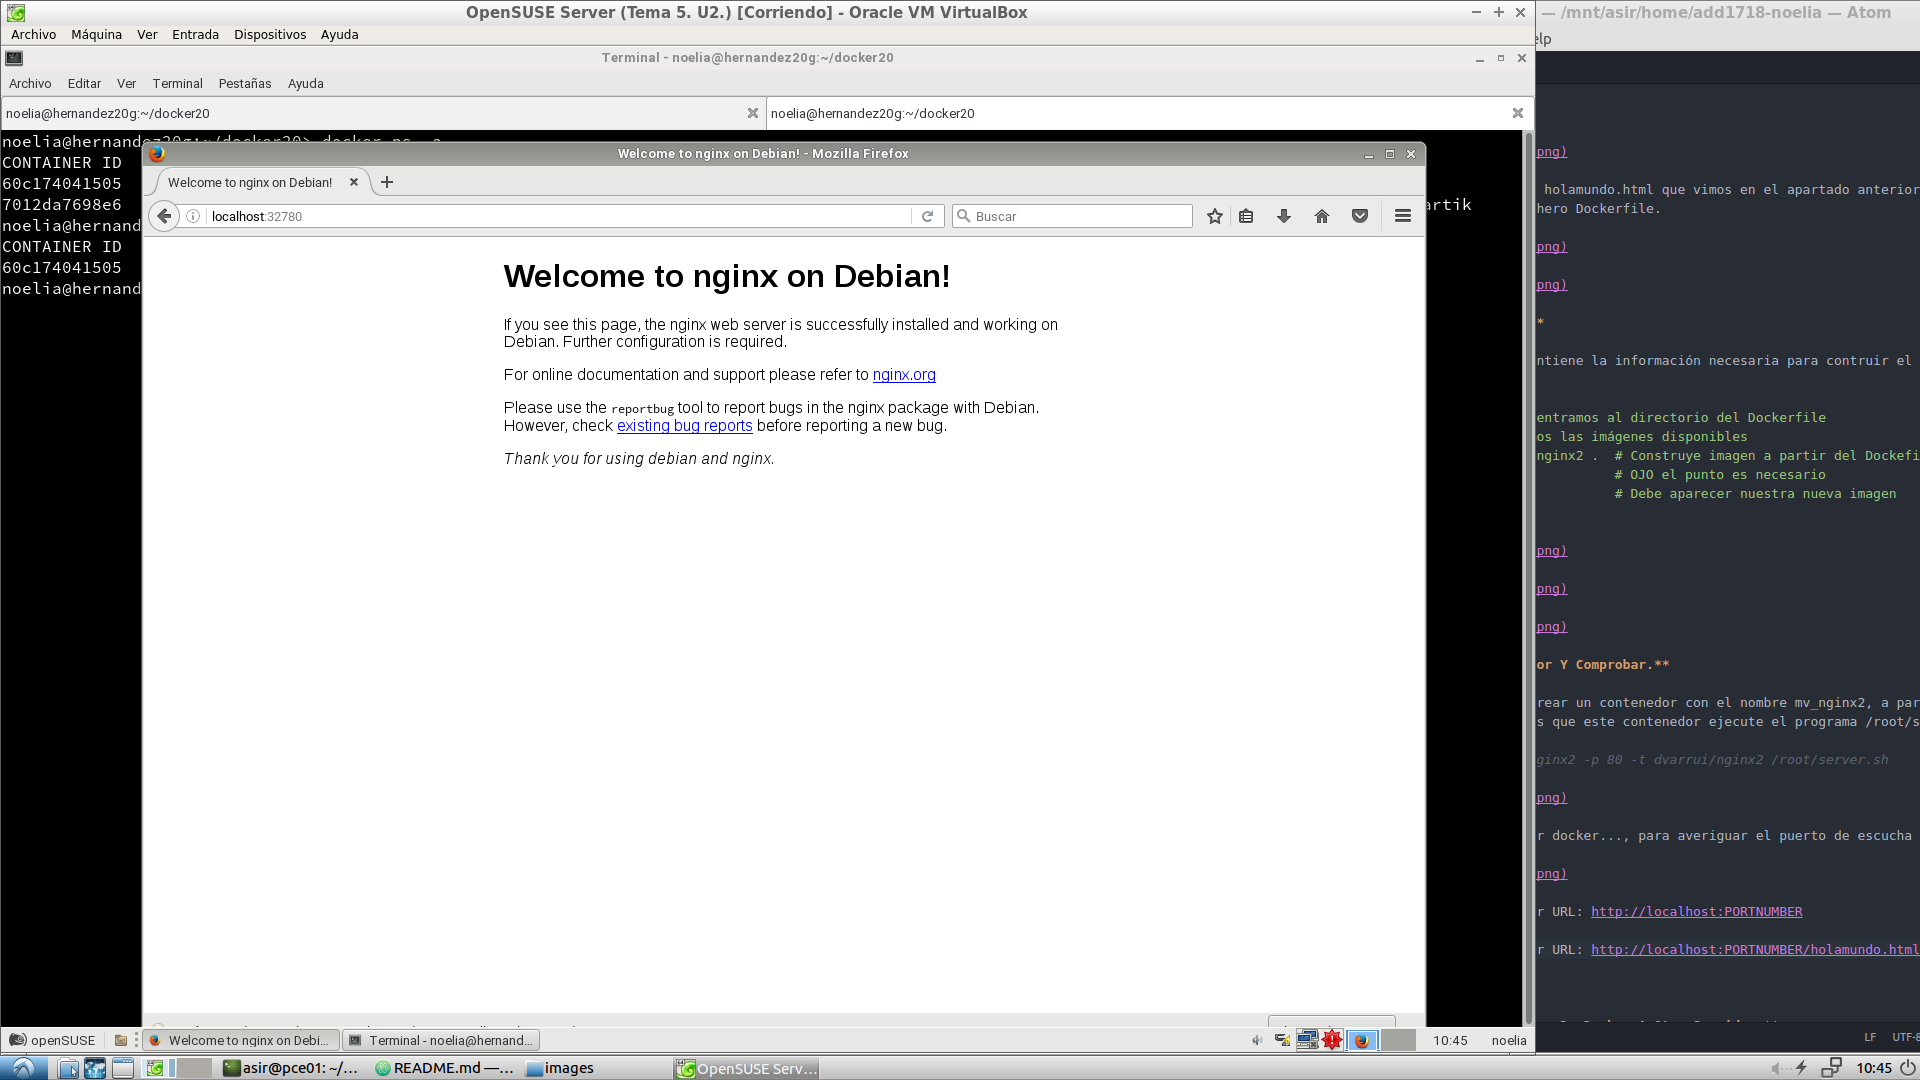 OpenSUSE Server (Tema 5. U2.) [Corriendo] - Oracle VM VirtualBox
— /mnt/asir/home/add1718-noelia — Atom
Archivo Máquina Ver Entrada Dispositivos Ayuda
elp
Terminal - noelia@hernandez20g:~/docker20
Archivo Editar Ver Terminal Pestañas Ayuda
noelia@hernandez20g:~/docker20
noelia@hernandez20g:~/docker20
noelia@hernandez20g:~/docker20> docker ps -a
CONTAINER ID
60c174041505
7012da7698e6
artik
noelia@hernand
CONTAINER ID
60c174041505
noelia@hernand
Welcome to nginx on Debian! - Mozilla Firefox
Welcome to nginx on Debian!
localhost:32780
Buscar
Welcome to nginx on Debian!
If you see this page, the nginx web server is successfully installed and working on
Debian. Further configuration is required.
For online documentation and support please refer to nginx.org
Please use the reportbug tool to report bugs in the nginx package with Debian.
However, check existing bug reports before reporting a new bug.
Thank you for using debian and nginx.
png)
holamundo.html que vimos en el apartado anterior
hero Dockerfile.
png)
png)
*
ntiene la información necesaria para contruir el
entramos al directorio del Dockerfile
os las imágenes disponibles
nginx2 . # Construye imagen a partir del Dockefi
# OJO el punto es necesario
# Debe aparecer nuestra nueva imagen
png)
png)
png)
or Y Comprobar.**
rear un contenedor con el nombre mv_nginx2, a par
s que este contenedor ejecute el programa /root/s
ginx2 -p 80 -t dvarrui/nginx2 /root/server.sh
png)
r docker..., para averiguar el puerto de escucha
png)
r URL: http://localhost:PORTNUMBER
r URL: http://localhost:PORTNUMBER/holamundo.html
LF UTF-8
openSUSE
Welcome to nginx on Debi...
Terminal - noelia@hernand...
10:45
noelia
asir@pce01: ~/...
README.md —...
images
OpenSUSE Serv...
10:45